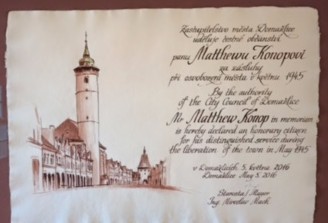 Zastupitelstvo města Domažlice
uděluje čestné občanství
panu Matthewu Konopovi
za zásluhy
při osvobození města v květnu 1945
By the authority
of the City Council of Domažlice
Mr Matthew Konop in memoriam
is hereby declared an honorary citizen
for his distinguished service during
the liberation of the town in May 1945
v Domažlicích 5. května 2016
Domažlice May 5. 2016
Starosta / Mayor
Ing. Miroslav Mach